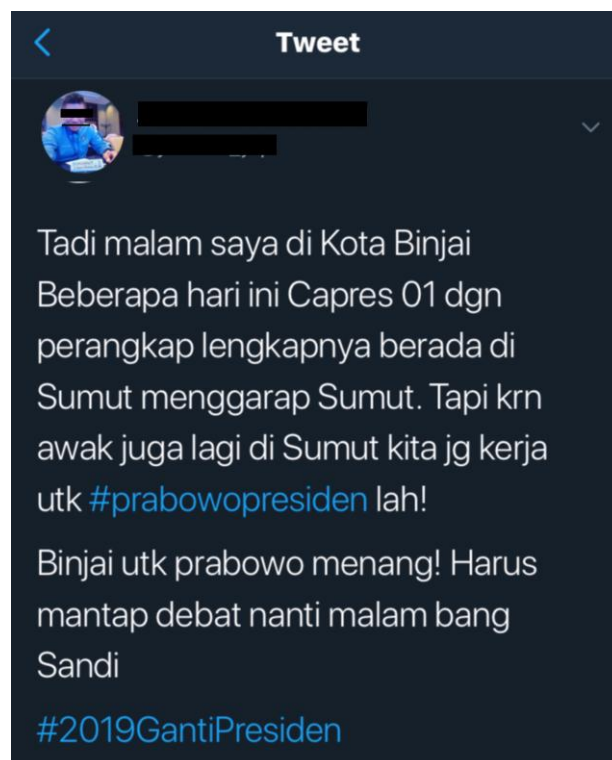 Tweet
Tadi malam saya di Kota Binjai
Beberapa hari ini Capres 01 dgn
perangkap lengkapnya berada di
Sumut menggarap Sumut. Tapi krn
awak juga lagi di Sumut kita jg kerja
utk #prabowopresiden lah!
Binjai utk prabowo menang! Harus
mantap debat nanti malam bang
Sandi
#2019GantiPresiden